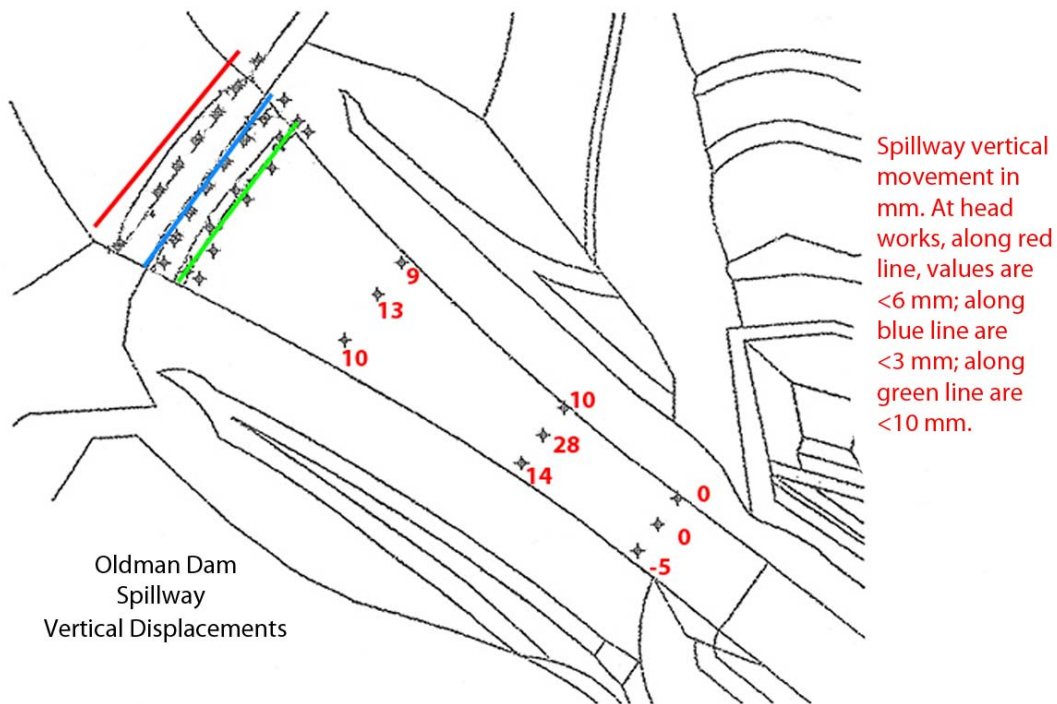 Spillway vertical
movement in
mm. At head
works, along red
line, values are
<6 mm; along
blue line are
<3 mm; along
green line are
<10 mm.
9
13
10
10
28
14
0
0
-5
Oldman Dam
Spillway
Vertical Displacements